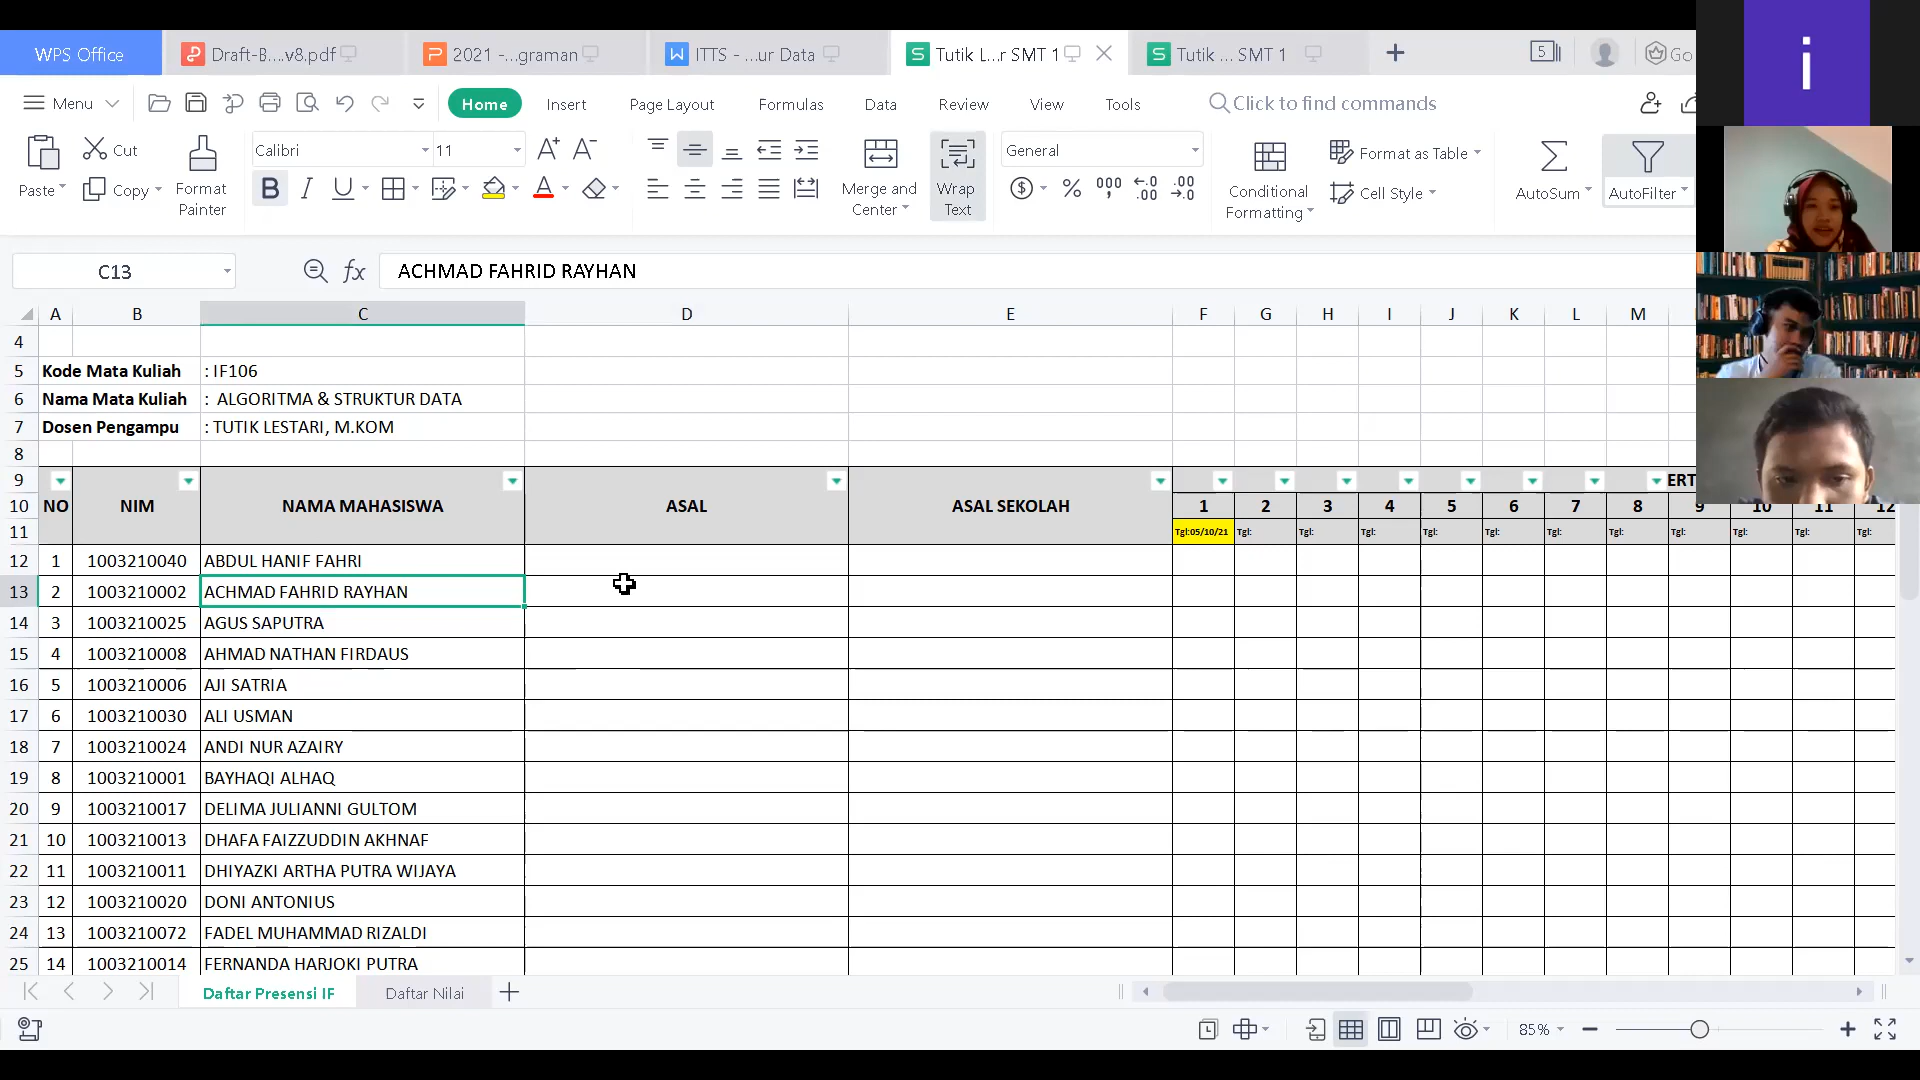 WPS Office
Draft-B....v8.pdf
2021 -...graman
ITTS - ...ur Data
Tutik L...r SMT 1
Tutik ... SMT 1
5
Go
i
Menu
Home
Insert
Page Layout
Formulas
Data
Review
View
Tools
Click to find commands
Paste
Cut
Copy
Format
Painter
Calibri
11
Merge and
Center
Wrap
Text
General
Conditional
Formatting
Format as Table
Cell Style
AutoSum
AutoFilter
C13
fx
ACHMAD FAHRID RAYHAN
A B C D E F G H I J K L M
4
5 Kode Mata Kuliah : IF106
6 Nama Mata Kuliah : ALGORITMA & STRUKTUR DATA
7 Dosen Pengampu : TUTIK LESTARI, M.KOM
8
9 ERT
10 NO NIM NAMA MAHASISWA ASAL ASAL SEKOLAH 1 2 3 4 5 6 7 8 9 10 11 12
11 Tgl:05/10/21 Tgl: Tgl: Tgl: Tgl: Tgl: Tgl: Tgl: Tgl: Tgl: Tgl: Tgl:
12 1 1003210040 ABDUL HANIF FAHRI
13 2 1003210002 ACHMAD FAHRID RAYHAN
14 3 1003210025 AGUS SAPUTRA
15 4 1003210008 AHMAD NATHAN FIRDAUS
16 5 1003210006 AJI SATRIA
17 6 1003210030 ALI USMAN
18 7 1003210024 ANDI NUR AZAIRY
19 8 1003210001 BAYHAQI ALHAQ
20 9 1003210017 DELIMA JULIANNI GULTOM
21 10 1003210013 DHAFA FAIZZUDDIN AKHNAF
22 11 1003210011 DHIYAZKI ARTHA PUTRA WIJAYA
23 12 1003210020 DONI ANTONIUS
24 13 1003210072 FADEL MUHAMMAD RIZALDI
25 14 1003210014 FERNANDA HARJOKI PUTRA
Daftar Presensi IF
Daftar Nilai
85%